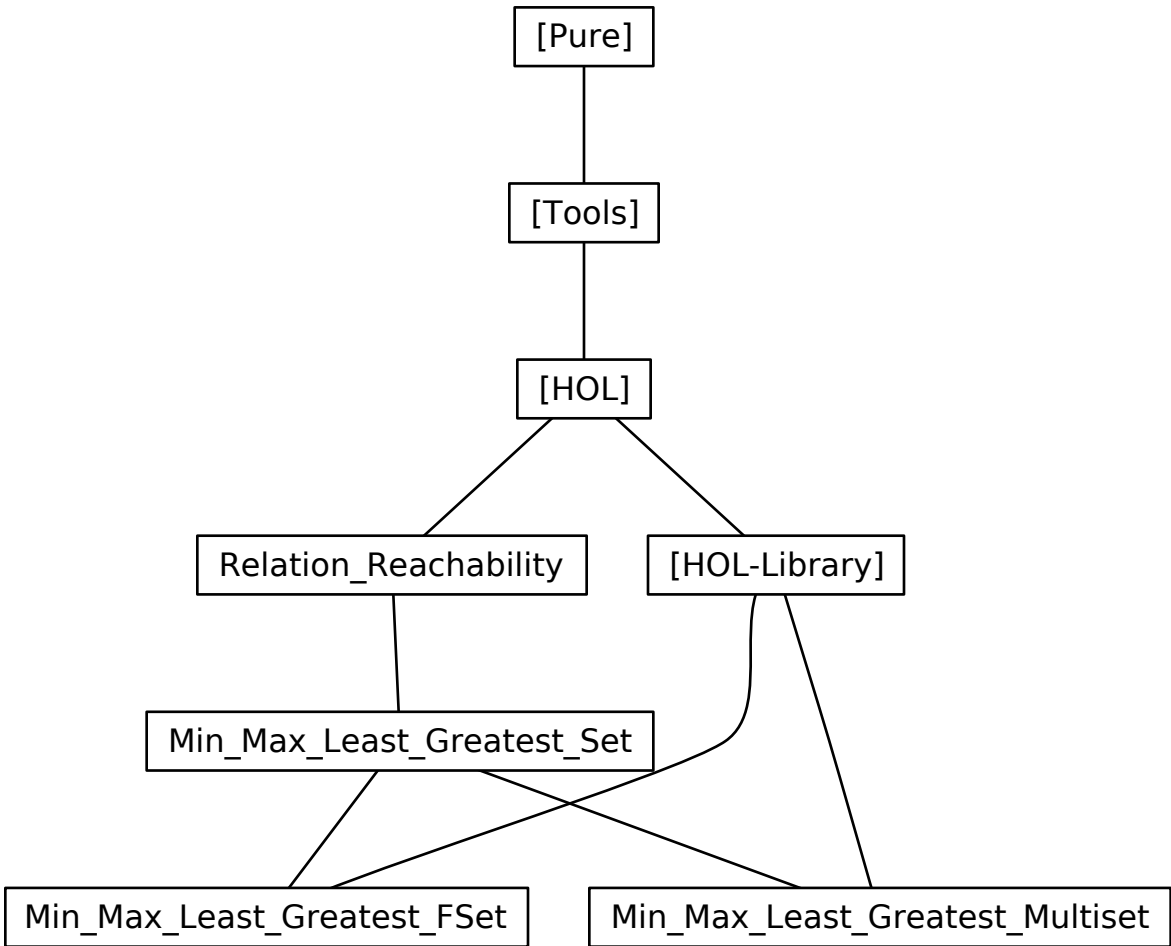 [Pure]
[Tools]
[HOL]
Relation_Reachability
[HOL-Library]
Min_Max_Least_Greatest_Set
Min_Max_Least_Greatest_FSet
Min_Max_Least_Greatest_Multiset